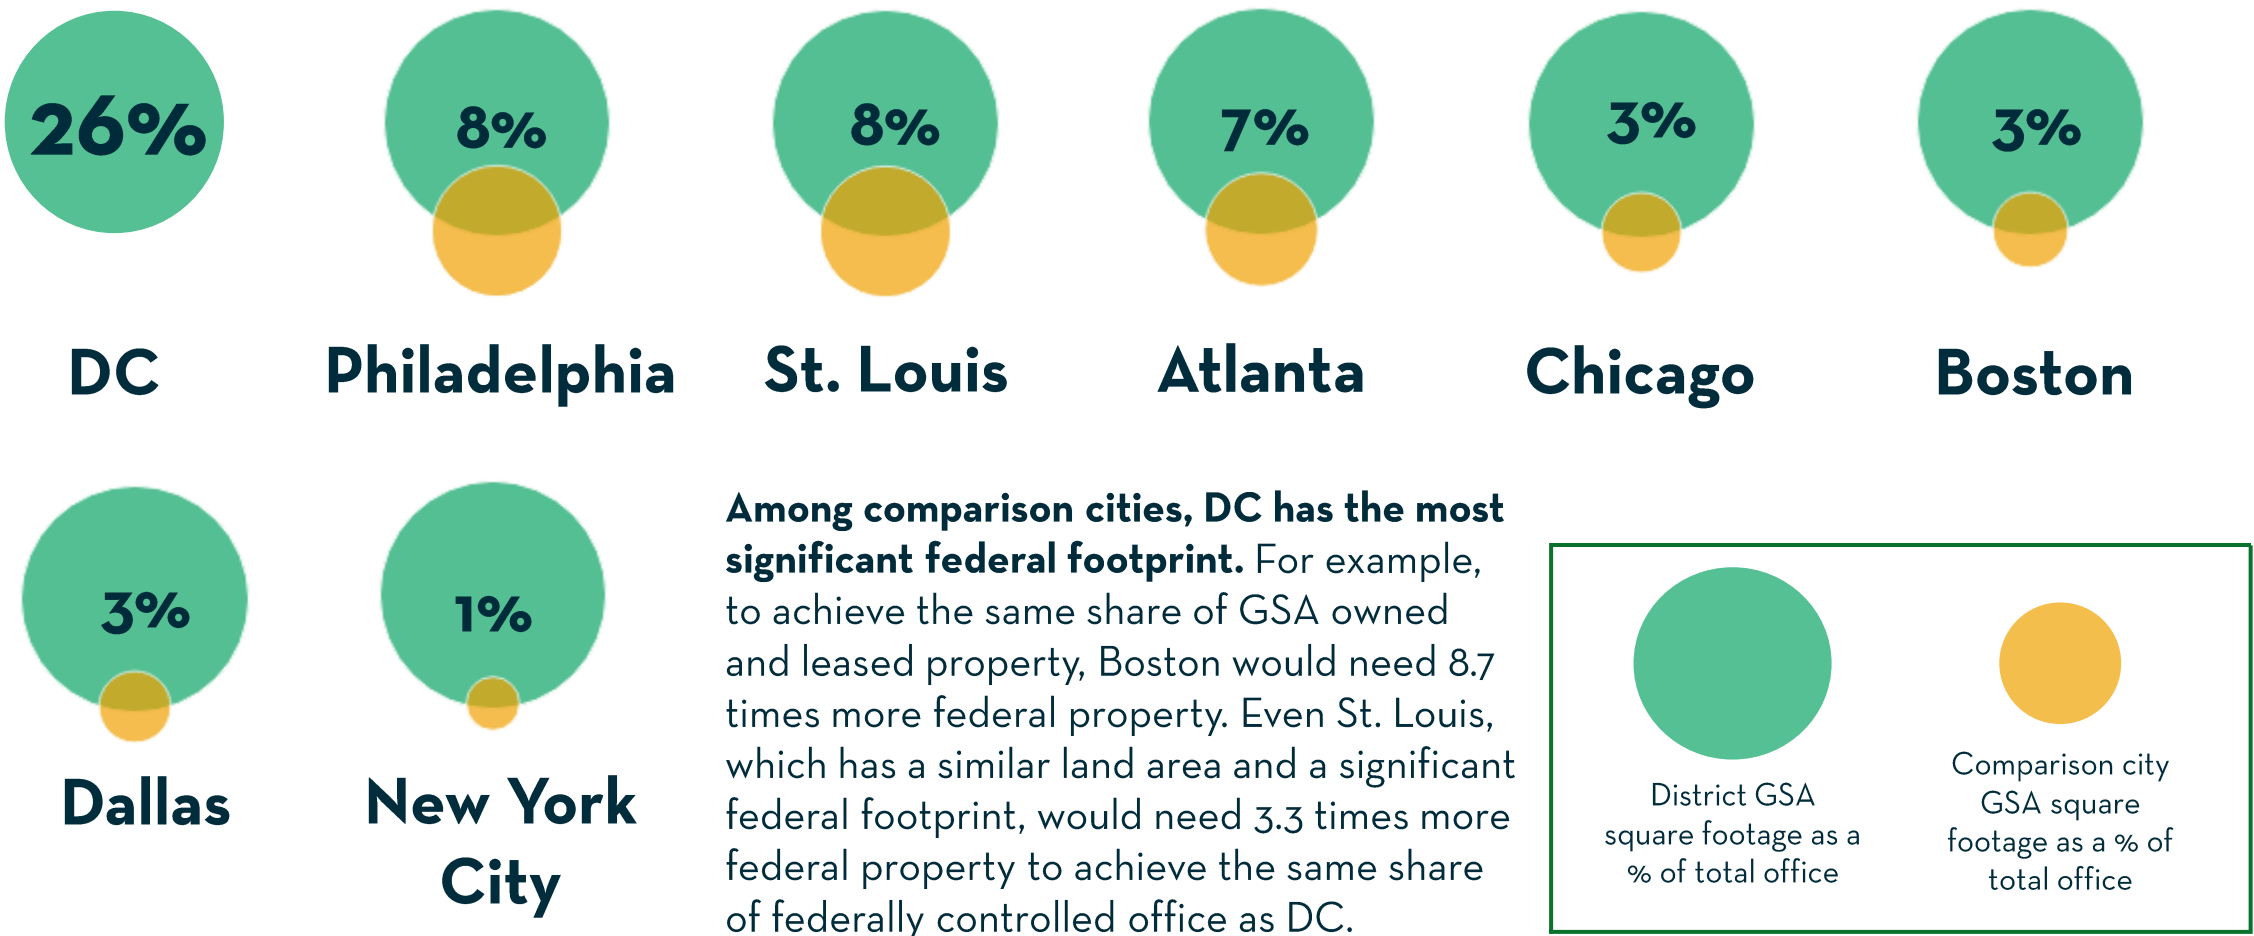 26%
8%
8%
7%
3%
3%
DC
Philadelphia
St. Louis
Atlanta
Chicago
Boston
3%
1%
Dallas
New York
City
Among comparison cities, DC has the most
significant federal footprint. For example,
to achieve the same share of GSA owned
and leased property, Boston would need 8.7
times more federal property. Even St. Louis,
which has a similar land area and a significant
federal footprint, would need 3.3 times more
federal property to achieve the same share
of federally controlled office as DC.
District GSA
square footage as a
% of total office
Comparison city
GSA square
footage as a % of
total office